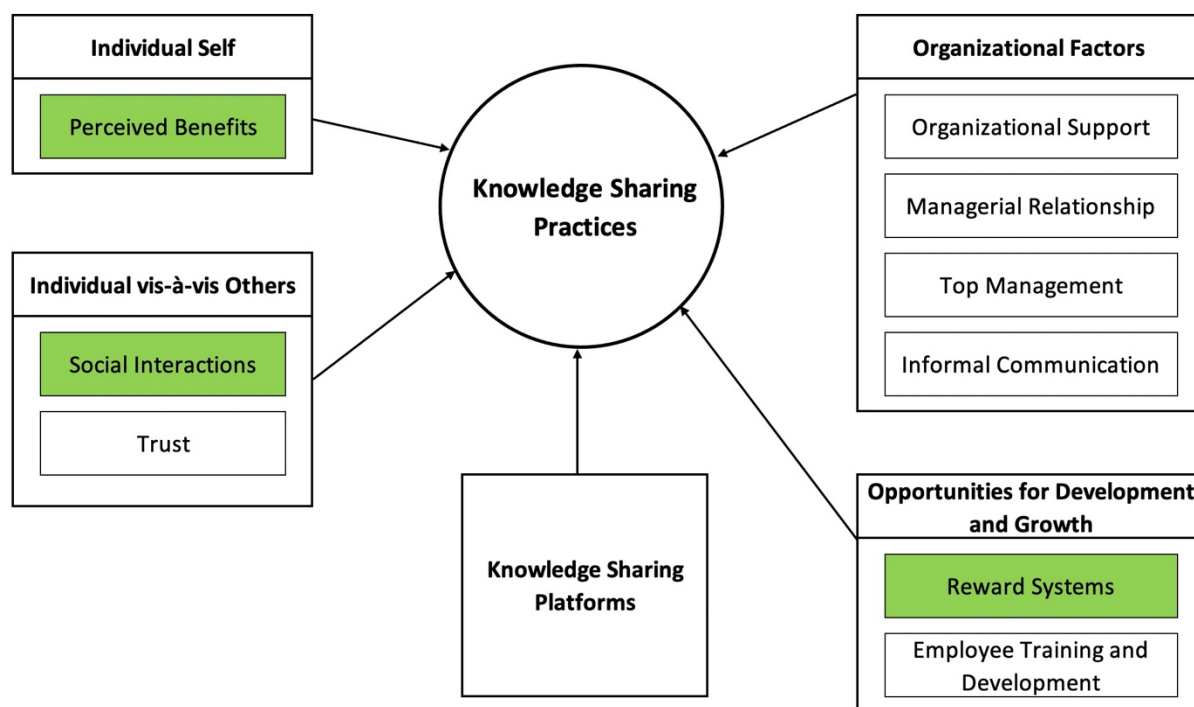 Individual Self
Perceived Benefits
Individual vis-à-vis Others
Social Interactions
Trust
Knowledge Sharing
Practices
Knowledge Sharing
Platforms
Organizational Factors
Organizational Support
Managerial Relationship
Top Management
Informal Communication
Opportunities for Development
and Growth
Reward Systems
Employee Training and
Development